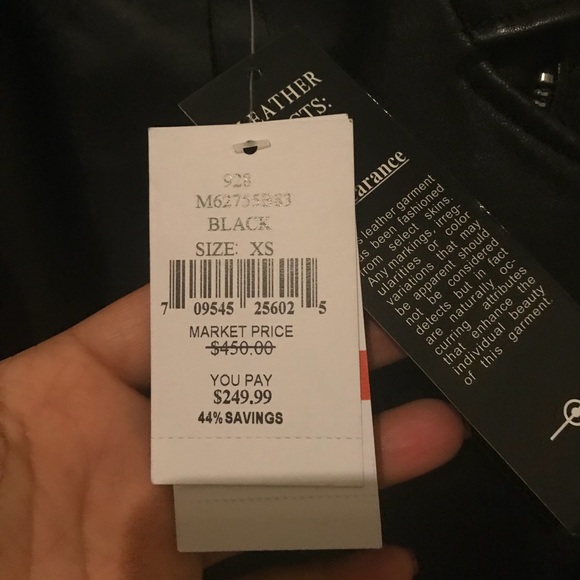 928
M62755B83
BLACK
SIZE: XS
7 09545 25602 5
MARKET PRICE
$450.00
YOU PAY
$249.99
44% SAVINGS
LEATHER
leather garment
been fashioned
from select skins.
Any markings, irreg-
ularities or color
variations that may
be apparent should
not be considered
defects, but in fact
are naturally oc-
curring attributes
that enhance the
individual beauty
of this garment.